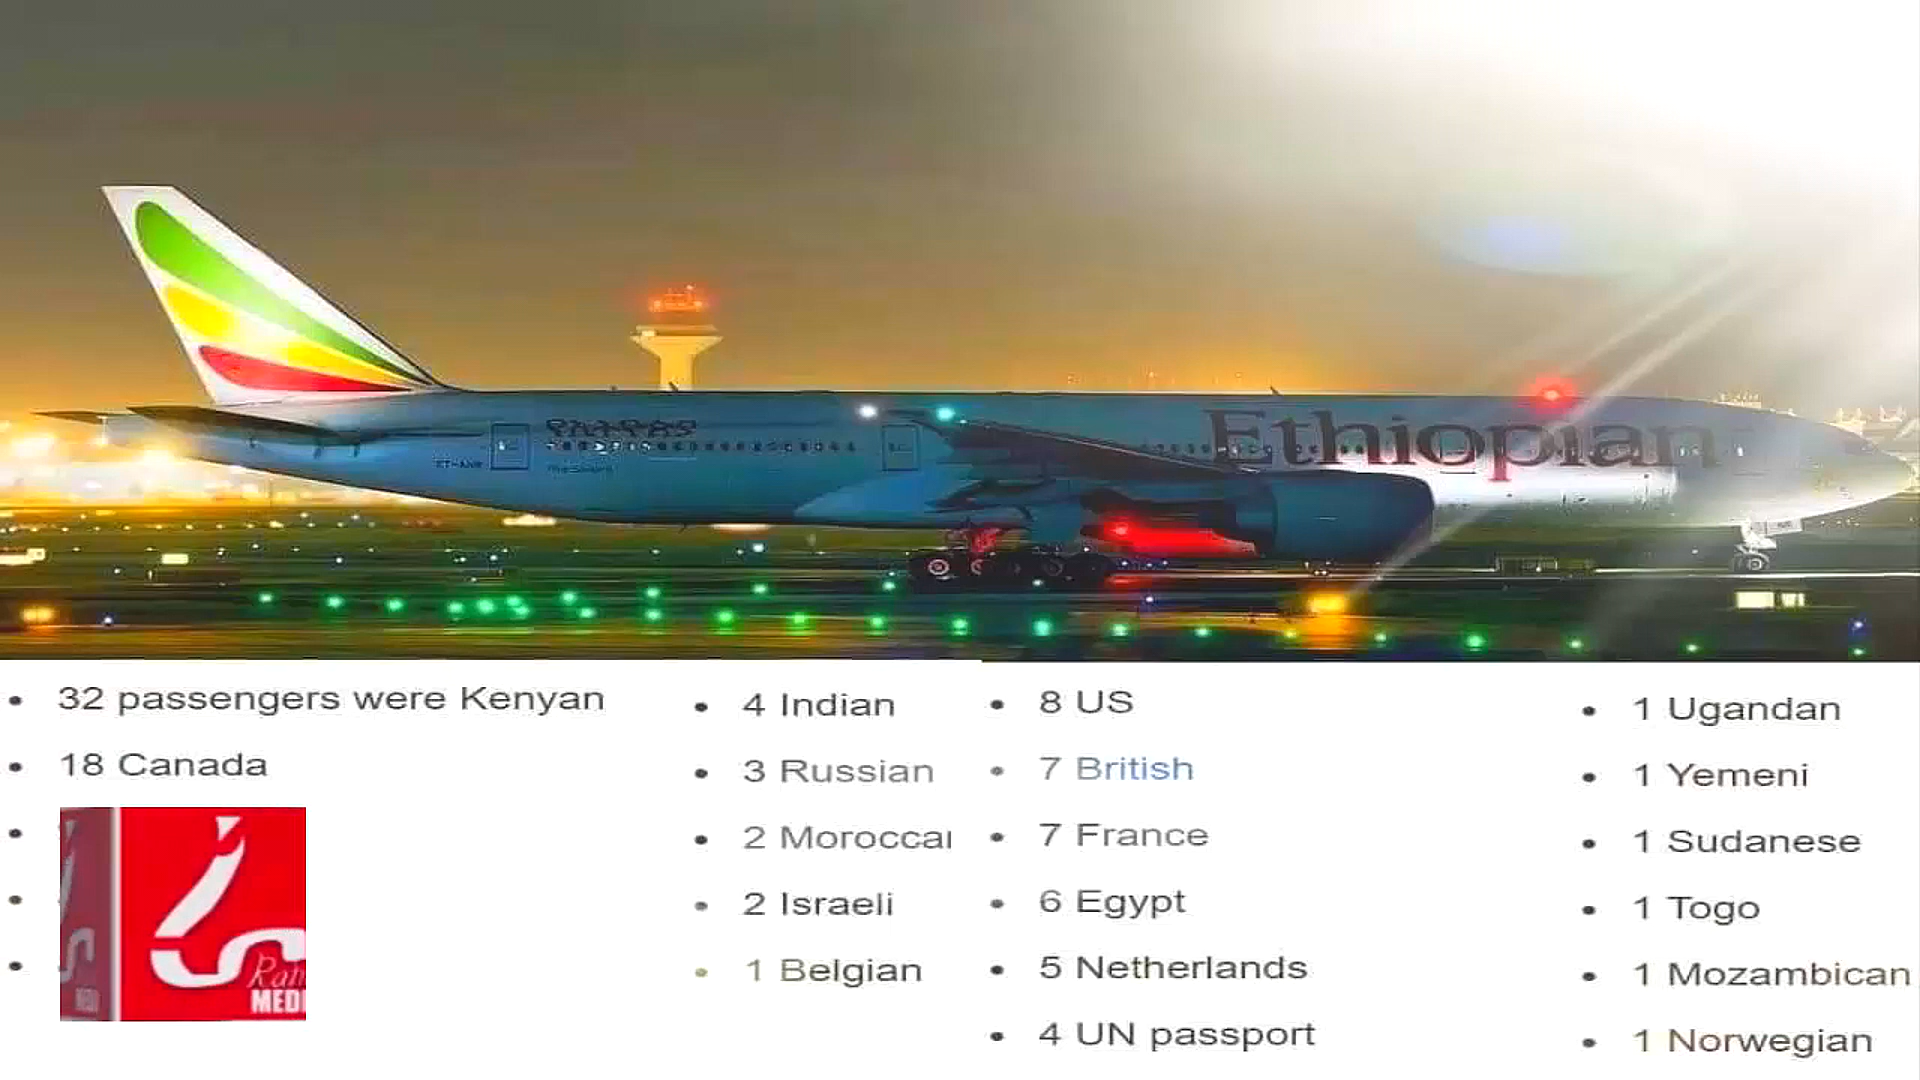 Ethiopian
32 passengers were Kenyan
18 Canada
4 Indian
3 Russian
2 Moroccan
2 Israeli
1 Belgian
8 US
7 British
7 France
6 Egypt
5 Netherlands
4 UN passport
1 Ugandan
1 Yemeni
1 Sudanese
1 Togo
1 Mozambican
1 Norwegian
MEDI